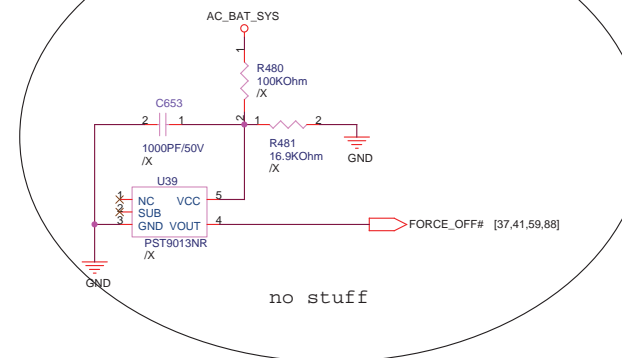 AC_BAT_SYS
1
R480
100KOhm
/X
2
C653
2 1
1000PF/50V
/X
1 2
R481
16.9KOhm
/X
GND
U39
1 NC VCC 5
2 SUB
3 GND VOUT 4
PST9013NR
/X
FORCE_OFF# [37,41,59,88]
GND
no stuff